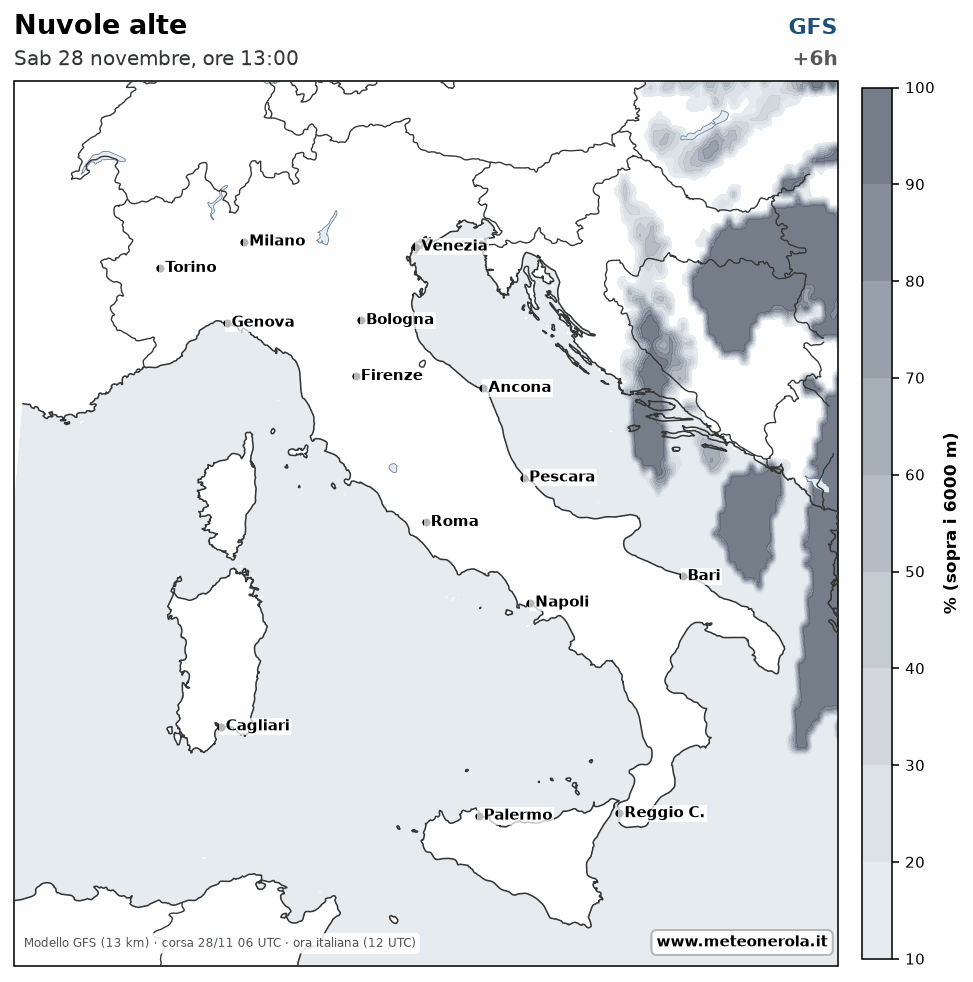 Nuvole alte
GFS
Sab 28 novembre, ore 13:00
+6h
100
90
80
70
60
50
40
30
20
10
% (sopra i 6000 m)
Milano
Venezia
Torino
Genova
Bologna
Firenze
Ancona
Pescara
Roma
Bari
Napoli
Cagliari
Palermo
Reggio C.
Modello GFS (13 km) · corsa 28/11 06 UTC · ora italiana (12 UTC)
www.meteonerola.it